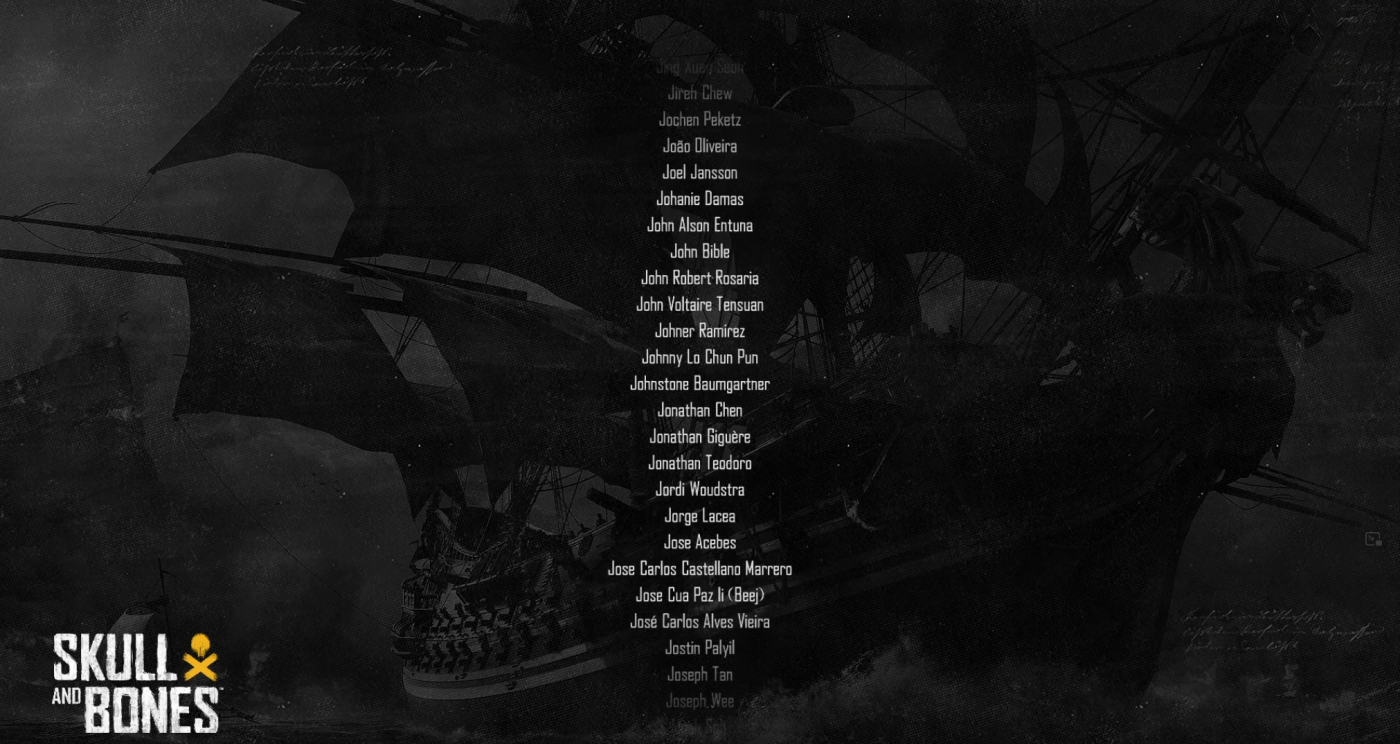 Jireh Chew
Jochen Peketz
João Oliveira
Joel Jansson
Johanie Damas
John Alson Entuna
John Bible
John Robert Rosaria
John Voltaire Tensuan
Johner Ramirez
Johnny Lo Chun Pun
Johnstone Baumgartner
Jonathan Chen
Jonathan Giguère
Jonathan Teodoro
Jordi Woudstra
Jorge Lacea
Jose Acebes
Jose Carlos Castellano Marrero
Jose Cua Paz Ii (Beej)
José Carlos Alves Vieira
Jostin Palyil
Joseph Tan
Joseph Wee
SKULL
AND BONES